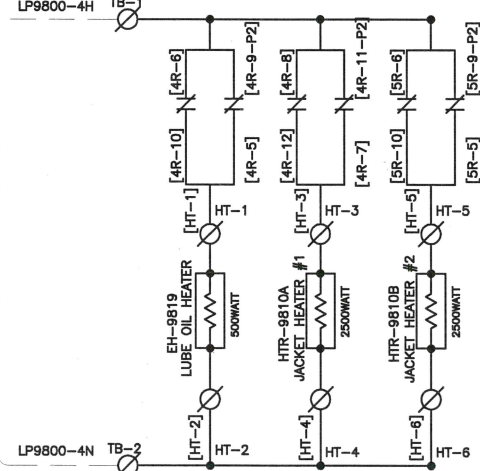 LP9800-4H
TB-1
[4R-6]
[4R-9-P2]
[4R-8]
[4R-11-P2]
[5R-6]
[5R-9-P2]
[4R-10]
[4R-5]
[4R-12]
[4R-7]
[5R-10]
[5R-5]
[HT-1]
HT-1
[HT-3]
HT-3
[HT-5]
HT-5
EH-9819
LUBE OIL HEATER
500WATT
HTR-9810A
JACKET HEATER #1
2500WATT
HTR-9810B
JACKET HEATER #2
2500WATT
[HT-2]
HT-2
[HT-4]
HT-4
[HT-6]
HT-6
LP9800-4N
TB-2